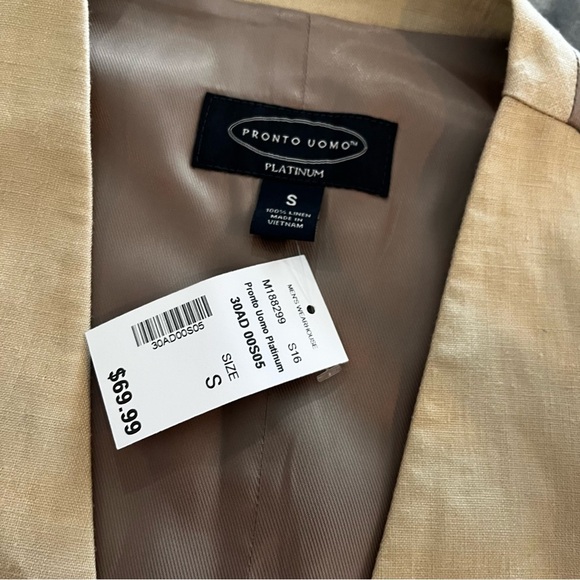 PRONTO UOMO™
PLATINUM
S
100% LINEN
MADE IN
VIETNAM
MEN'S WEARHOUSE
M188299 S16
Pronto Uomo Platinum
30AD 00S05
SIZE
S
30AD00S05
$69.99